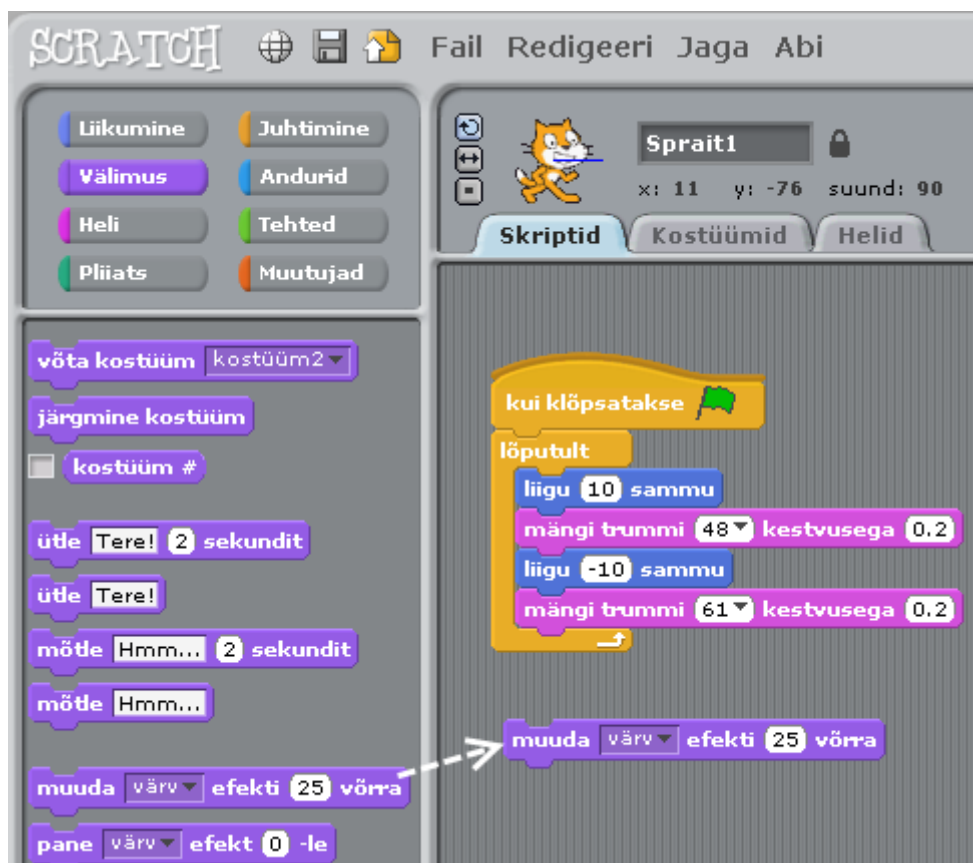 SCRATCH Fail Redigeeri Jaga Abi
Liikumine Juhtimine
Välimus Andurid
Heli Tehted
Pliiats Muutujad
Sprait1
x: 11 y: -76 suund: 90
Skriptid Kostüümid Helid
võta kostüüm kostüüm2
järgmine kostüüm
kostüüm #
ütle Tere! 2 sekundit
ütle Tere!
mõtle Hmm... 2 sekundit
mõtle Hmm...
muuda värv efekti 25 võrra
pane värv efekt 0 -le
kui klõpsatakse
lõputult
liigu 10 sammu
mängi trummi 48 kestvusega 0.2
liigu -10 sammu
mängi trummi 61 kestvusega 0.2
muuda värv efekti 25 võrra